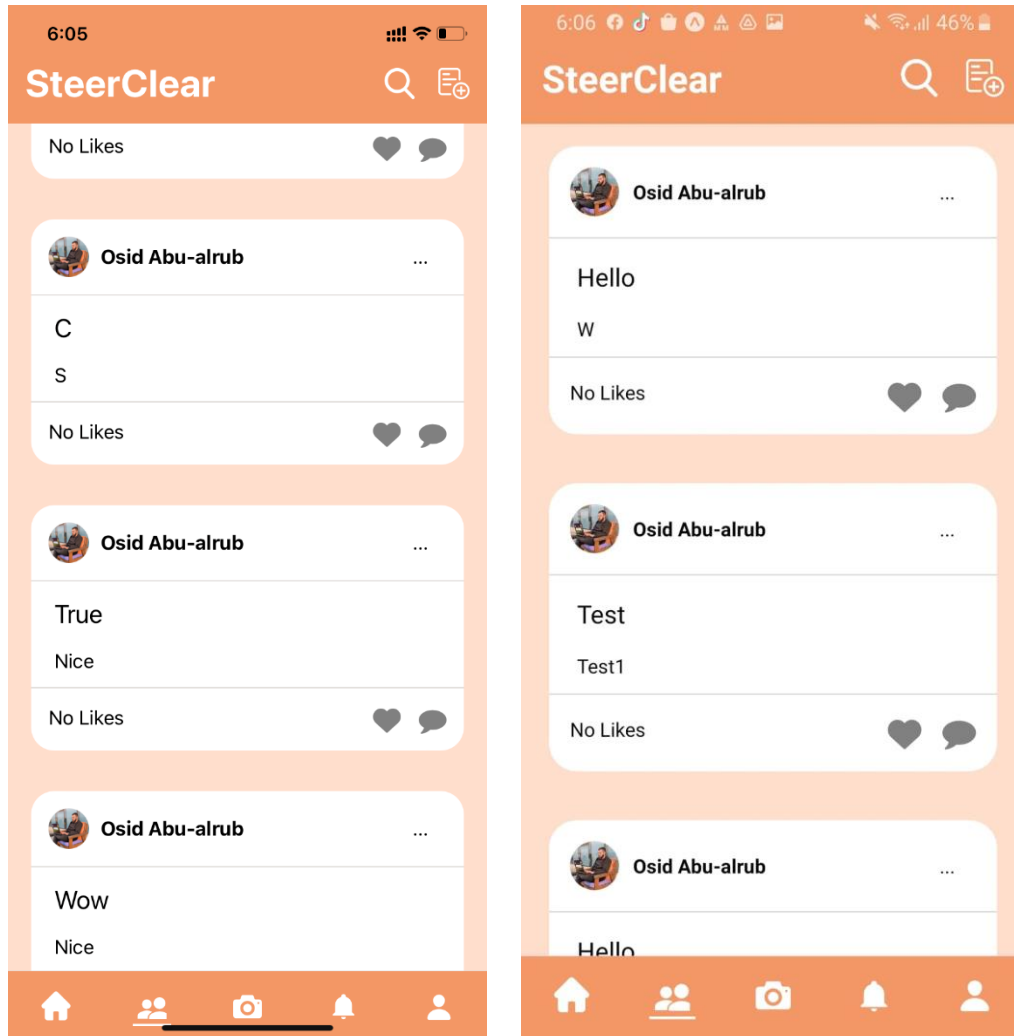 6:05
SteerClear
No Likes
Osid Abu-alrub
...
C
S
No Likes
Osid Abu-alrub
...
True
Nice
No Likes
Osid Abu-alrub
...
Wow
Nice
6:06 46%
SteerClear
Osid Abu-alrub
...
Hello
W
No Likes
Osid Abu-alrub
...
Test
Test1
No Likes
Osid Abu-alrub
...
Hello